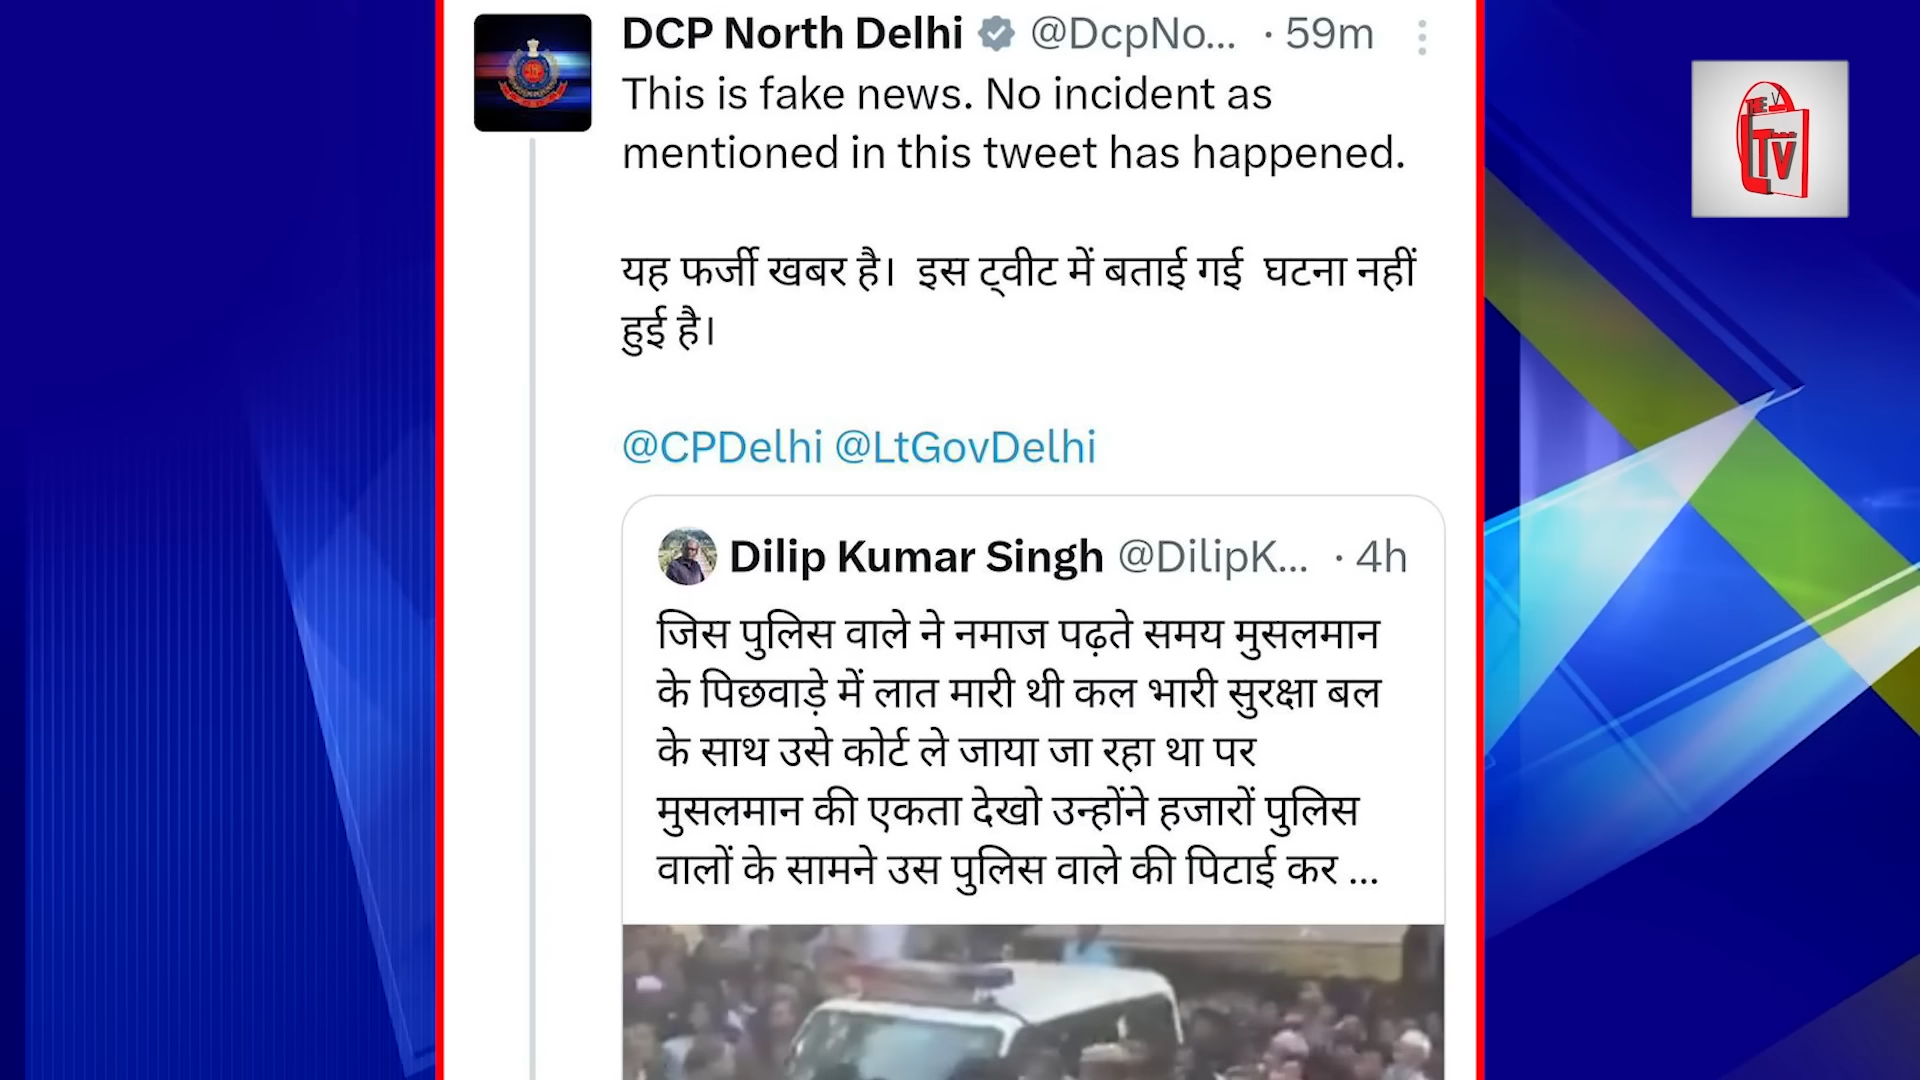 DCP North Delhi @DcpNo... · 59m
This is fake news. No incident as
mentioned in this tweet has happened.
यह फर्जी खबर है। इस ट्वीट में बताई गई घटना नहीं
हुई है।
@CPDelhi @LtGovDelhi
Dilip Kumar Singh @DilipK... · 4h
जिस पुलिस वाले ने नमाज पढ़ते समय मुसलमान
के पिछवाड़े में लात मारी थी कल भारी सुरक्षा बल
के साथ उसे कोर्ट ले जाया जा रहा था पर
मुसलमान की एकता देखो उन्होंने हजारों पुलिस
वालों के सामने उस पुलिस वाले की पिटाई कर ...
THE
TV